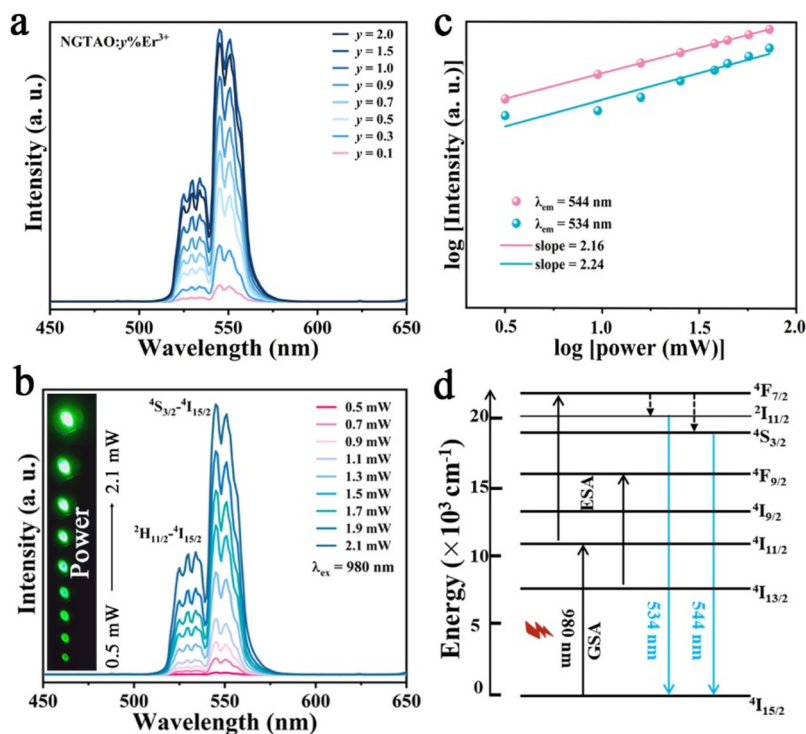 a
NGTAO:y%Er³⁺
y = 2.0
y = 1.5
y = 1.0
y = 0.9
y = 0.7
y = 0.5
y = 0.3
y = 0.1
Intensity (a. u.)
450 500 550 600 650
Wavelength (nm)
c
log [Intensity (a. u.)]
λem = 544 nm
λem = 534 nm
slope = 2.16
slope = 2.24
0.5 1.0 1.5 2.0
log [power (mW)]
b
⁴S3/2-⁴I15/2
²H11/2-⁴I15/2
0.5 mW
0.7 mW
0.9 mW
1.1 mW
1.3 mW
1.5 mW
1.7 mW
1.9 mW
2.1 mW
λex = 980 nm
Power
0.5 mW
2.1 mW
Intensity (a. u.)
450 500 550 600 650
Wavelength (nm)
d
Energy (×10³ cm⁻¹)
20
15
10
5
0
⁴F7/2
²I11/2
⁴S3/2
⁴F9/2
⁴I9/2
⁴I11/2
⁴I13/2
⁴I15/2
ESA
980 nm
GSA
534 nm
544 nm